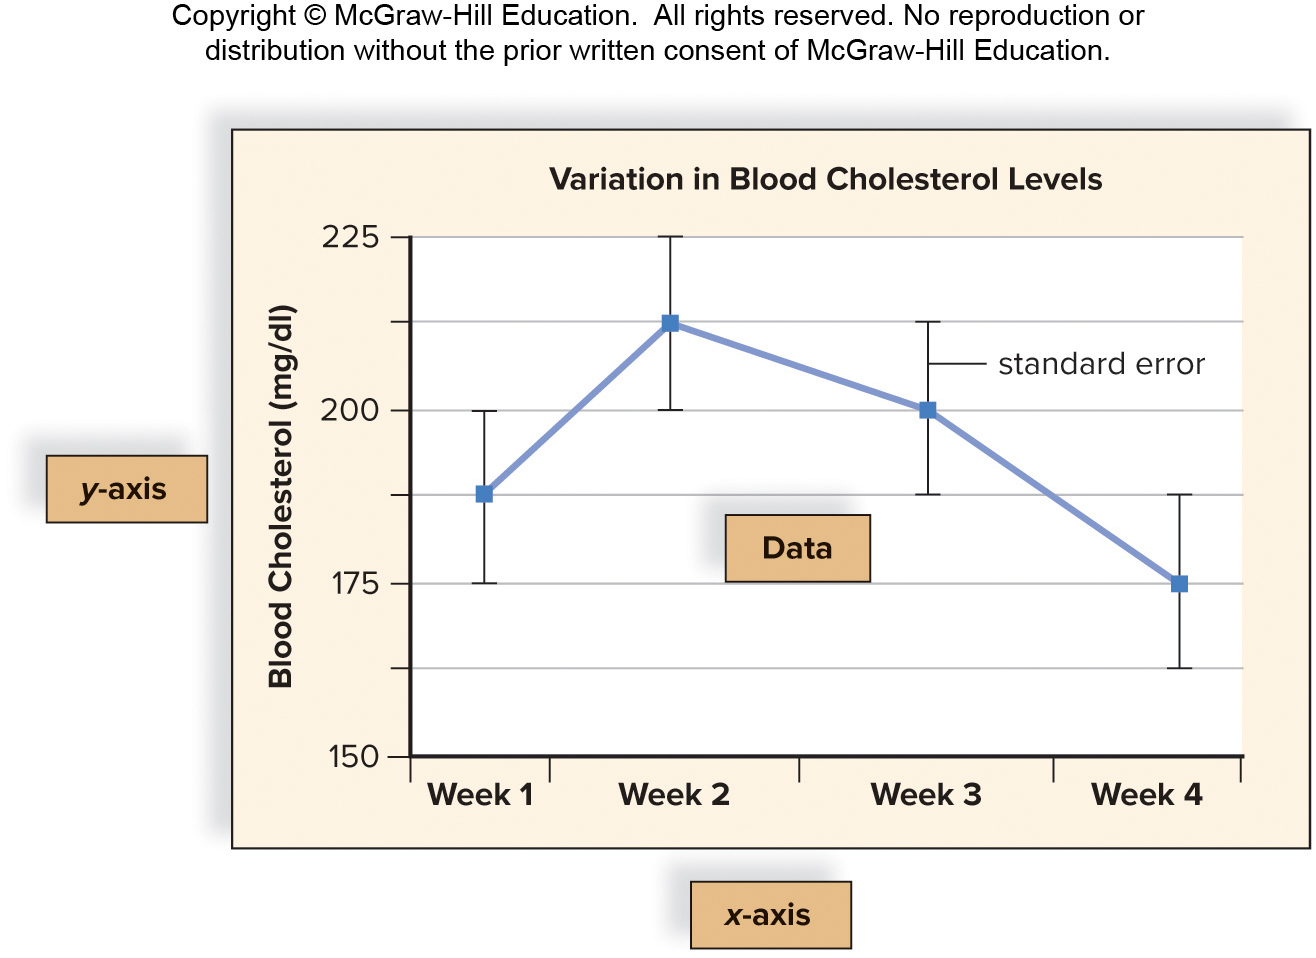 Copyright © McGraw-Hill Education.  All rights reserved. No reproduction or
distribution without the prior written consent of McGraw-Hill Education.
Variation in Blood Cholesterol Levels
Blood Cholesterol (mg/dl)
225
200
175
150
standard error
y-axis
Data
Week 1
Week 2
Week 3
Week 4
x-axis